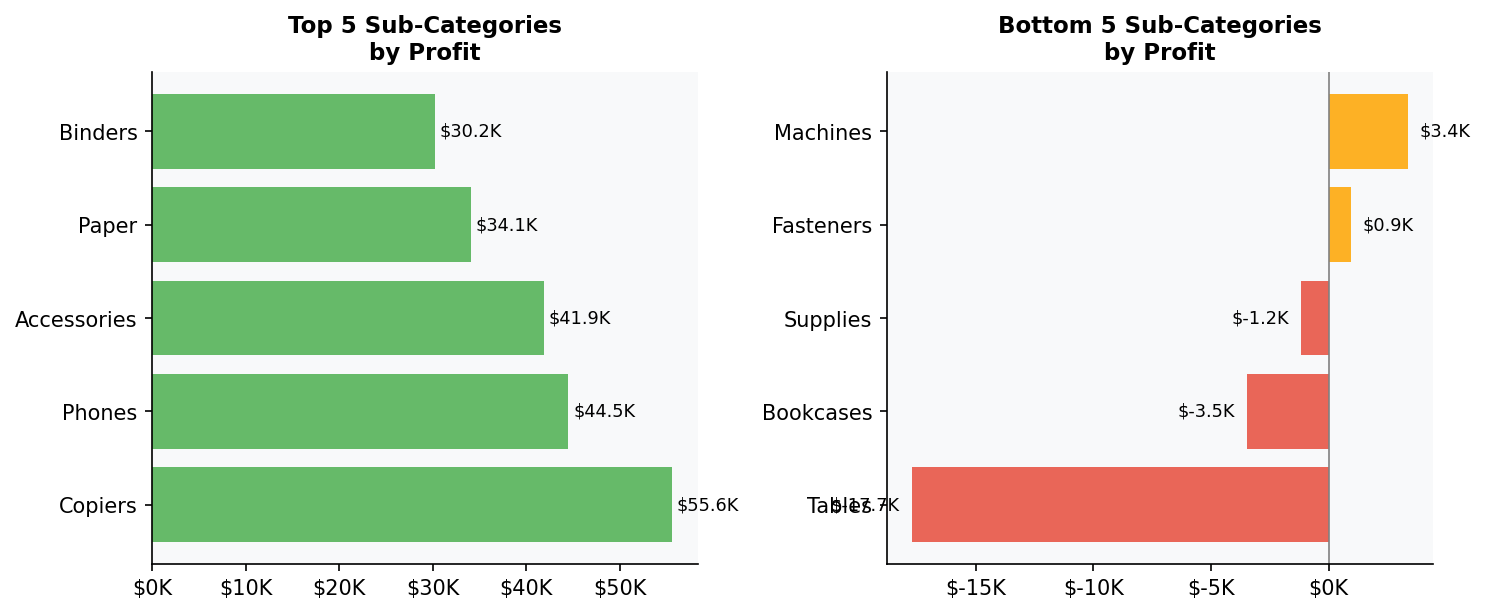 Top 5 Sub-Categories
by Profit
Binders
$30.2K
Paper
$34.1K
Accessories
$41.9K
Phones
$44.5K
Copiers
$55.6K
$0K
$10K
$20K
$30K
$40K
$50K
Bottom 5 Sub-Categories
by Profit
Machines
$3.4K
Fasteners
$0.9K
Supplies
$-1.2K
Bookcases
$-3.5K
Tables
$-17.7K
$-15K
$-10K
$-5K
$0K